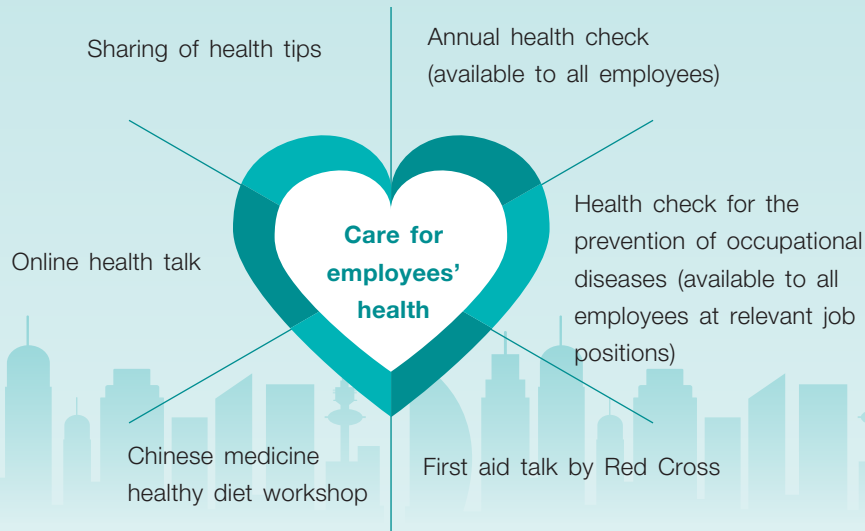 Sharing of health tips
Annual health check
(available to all employees)
Care for
employees’
health
Health check for the
prevention of occupational
diseases (available to all
employees at relevant job
positions)
Online health talk
Chinese medicine
healthy diet workshop
First aid talk by Red Cross